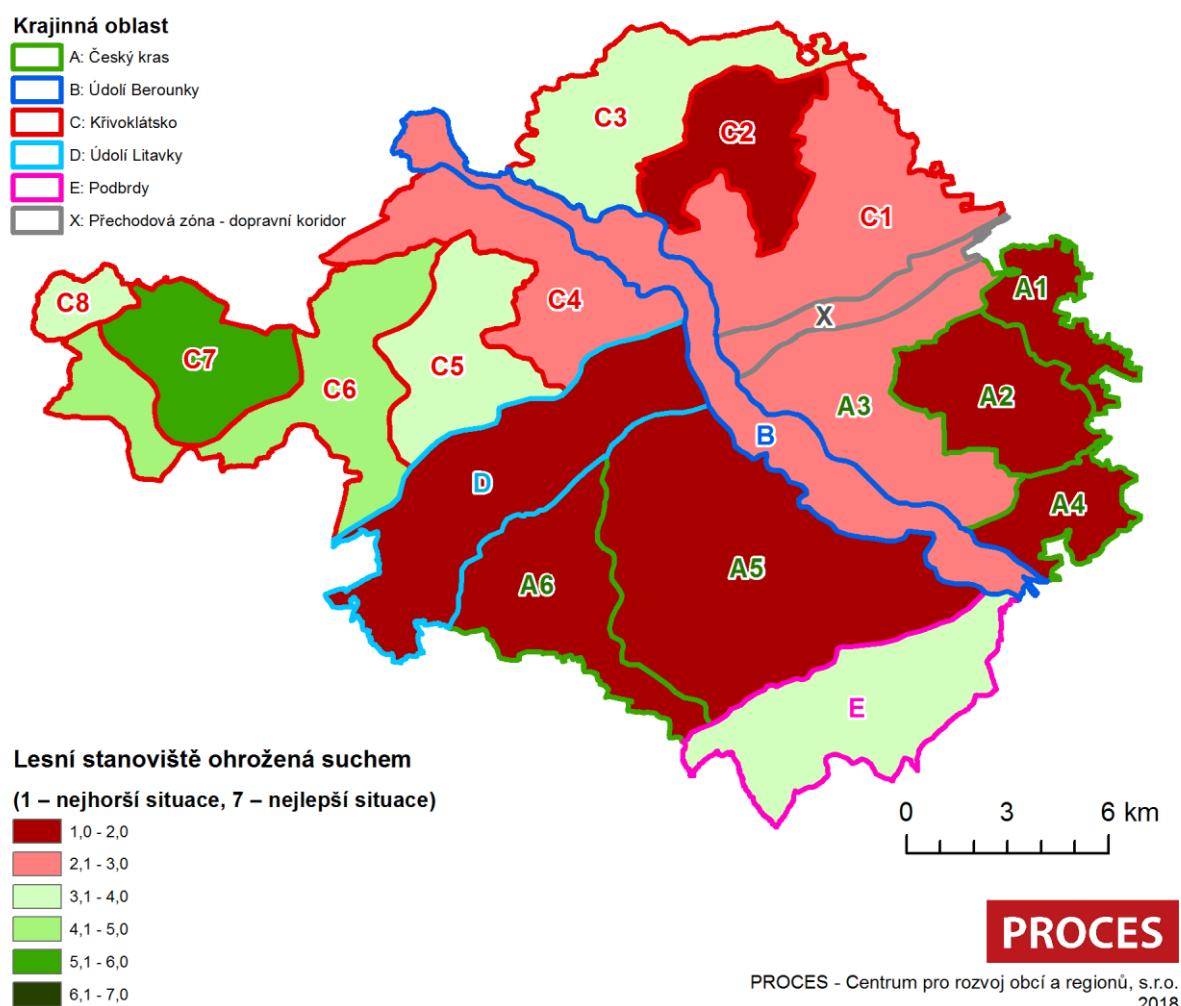 Krajinná oblast
A: Český kras
B: Údolí Berounky
C: Křivoklátsko
D: Údolí Litavky
E: Podbrdy
X: Přechodová zóna - dopravní koridor
C3
C2
C1
A1
C8
C4
X
C7
C5
C6
A2
A3
B
D
A4
A5
A6
E
Lesní stanoviště ohrožená suchem
(1 – nejhorší situace, 7 – nejlepší situace)
1,0 - 2,0
2,1 - 3,0
3,1 - 4,0
4,1 - 5,0
5,1 - 6,0
6,1 - 7,0
0 3 6 km
PROCES
PROCES - Centrum pro rozvoj obcí a regionů, s.r.o.
2018